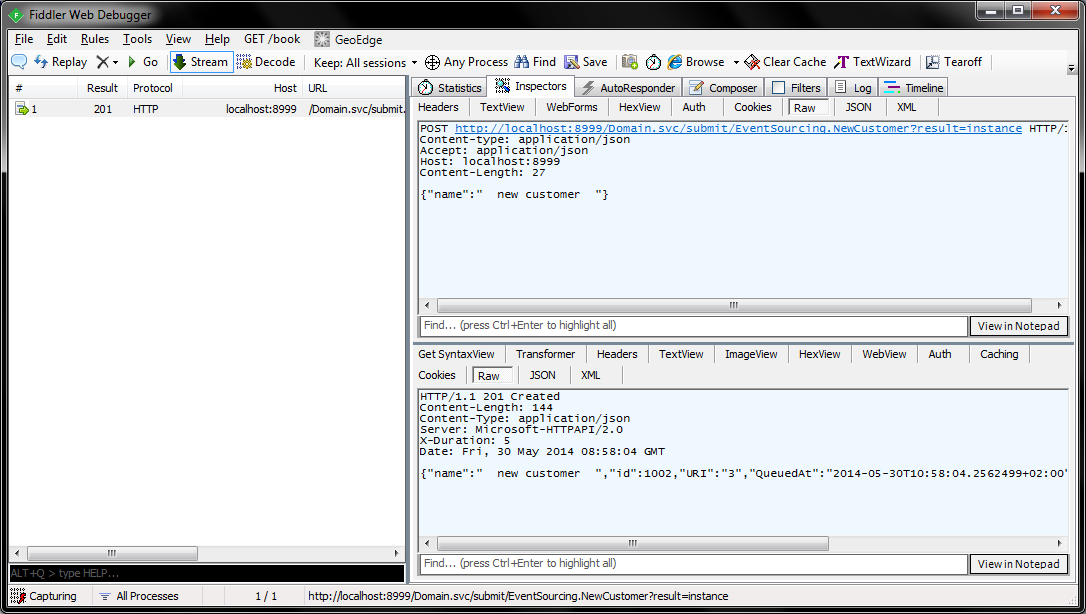 Fiddler Web Debugger
File Edit Rules Tools View Help GET /book GeoEdge
Replay Go Stream Decode Keep: All sessions Any Process Find Save Browse Clear Cache TextWizard Tearoff
# Result Protocol Host URL
1 201 HTTP localhost:8999 /Domain.svc/submit.
Statistics Inspectors AutoResponder Composer Filters Log Timeline
Headers TextView WebForms HexView Auth Cookies Raw JSON XML
POST http://localhost:8999/Domain.svc/submit/EventSourcing.NewCustomer?result=instance HTTP/1
Content-type: application/json
Accept: application/json
Host: localhost:8999
Content-Length: 27
{"name":"  new customer  "}
Find... (press Ctrl+Enter to highlight all) View in Notepad
Get SyntaxView Transformer Headers TextView ImageView HexView WebView Auth Caching
Cookies Raw JSON XML
HTTP/1.1 201 Created
Content-Length: 144
Content-Type: application/json
Server: Microsoft-HTTPAPI/2.0
X-Duration: 5
Date: Fri, 30 May 2014 08:58:04 GMT
{"name":"  new customer  ","id":1002,"URI":"3","QueuedAt":"2014-05-30T10:58:04.2562499+02:00"
Find... (press Ctrl+Enter to highlight all) View in Notepad
ALT+Q > type HELP...
Capturing All Processes 1 / 1 http://localhost:8999/Domain.svc/submit/EventSourcing.NewCustomer?result=instance